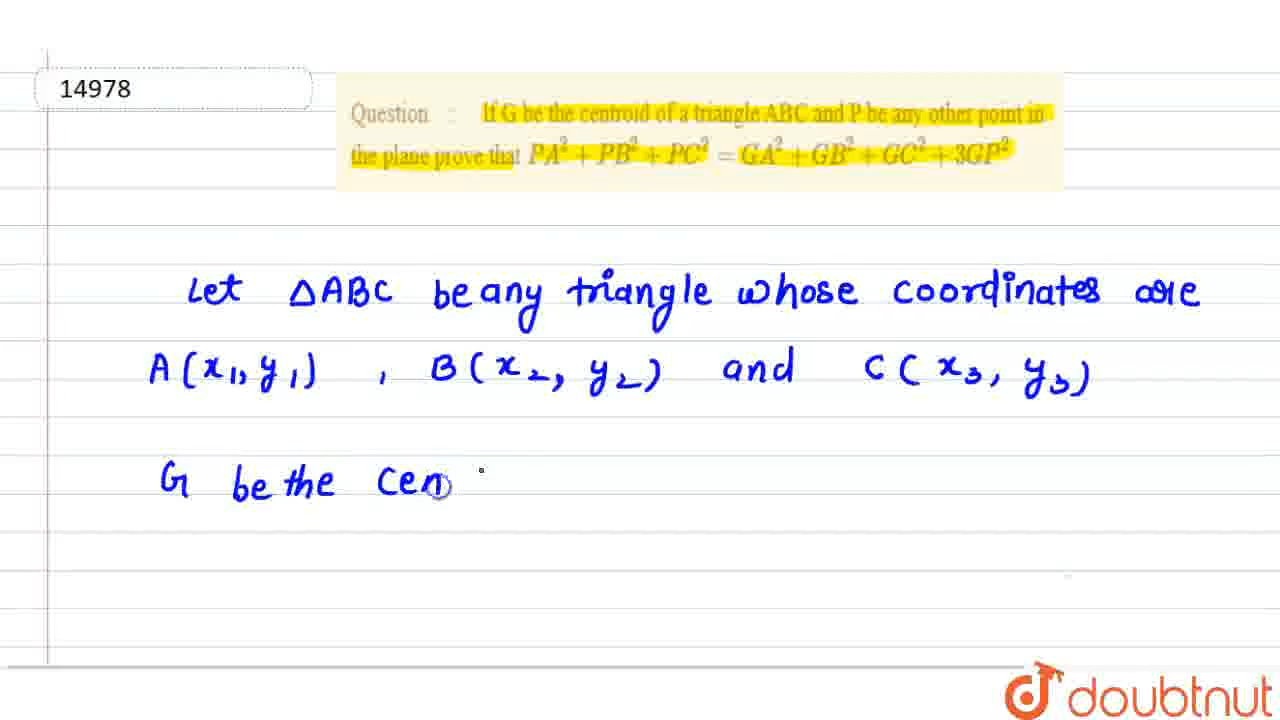 14978
Question : If G be the centroid of a triangle ABC and P be any other point in
the plane prove that PA² + PB² + PC² = GA² + GB² + GC² + 3GP²
Let △ABC be any triangle whose coordinates are
A(x₁, y₁) , B(x₂, y₂) and C(x₃, y₃)
G be the cen
doubtnut